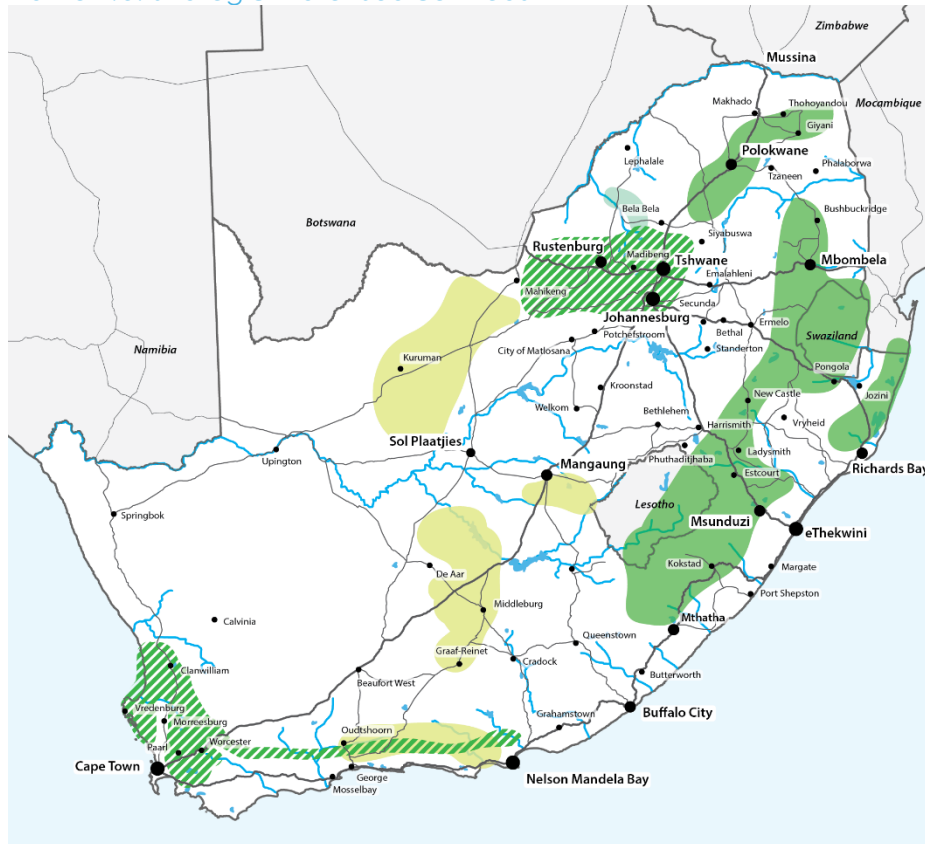 Zimbabwe
Mussina
Mocambique
Makhado
Thohoyandou
Giyani
Lephalale
Polokwane
Tzaneen
Phalaborwa
Botswana
Bela Bela
Bushbuckridge
Siyabuswa
Rustenburg
Madibeng
Tshwane
Mbombela
Emalahleni
Mahikeng
Secunda
Johannesburg
Ermelo
Potchefstroom
Bethal
Swaziland
Namibia
City of Matlosana
Standerton
Kuruman
Pongola
Kroonstad
Jozini
New Castle
Welkom
Bethlehem
Vryheid
Harrismith
Sol Plaatjies
Ladysmith
Upington
Phuthaditjhaba
Mangaung
Richards Bay
Estcourt
Lesotho
Springbok
Msunduzi
eThekwini
Kokstad
Margate
De Aar
Port Shepston
Middleburg
Mthatha
Calvinia
Queenstown
Graaf-Reinet
Cradock
Clanwilliam
Butterworth
Beaufort West
Vredenburg
Buffalo City
Morreesburg
Grahamstown
Oudtshoorn
Worcester
Paarl
Cape Town
Nelson Mandela Bay
George
Mosselbay